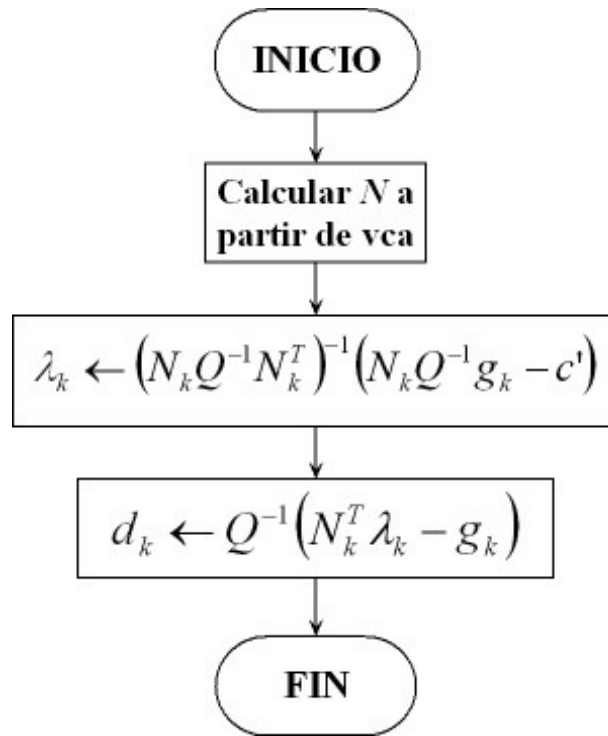 INICIO
Calcular N a
partir de vca
λ_k ← (N_k Q^{-1} N_k^T)^{-1} (N_k Q^{-1} g_k − c')
d_k ← Q^{-1} (N_k^T λ_k − g_k)
FIN